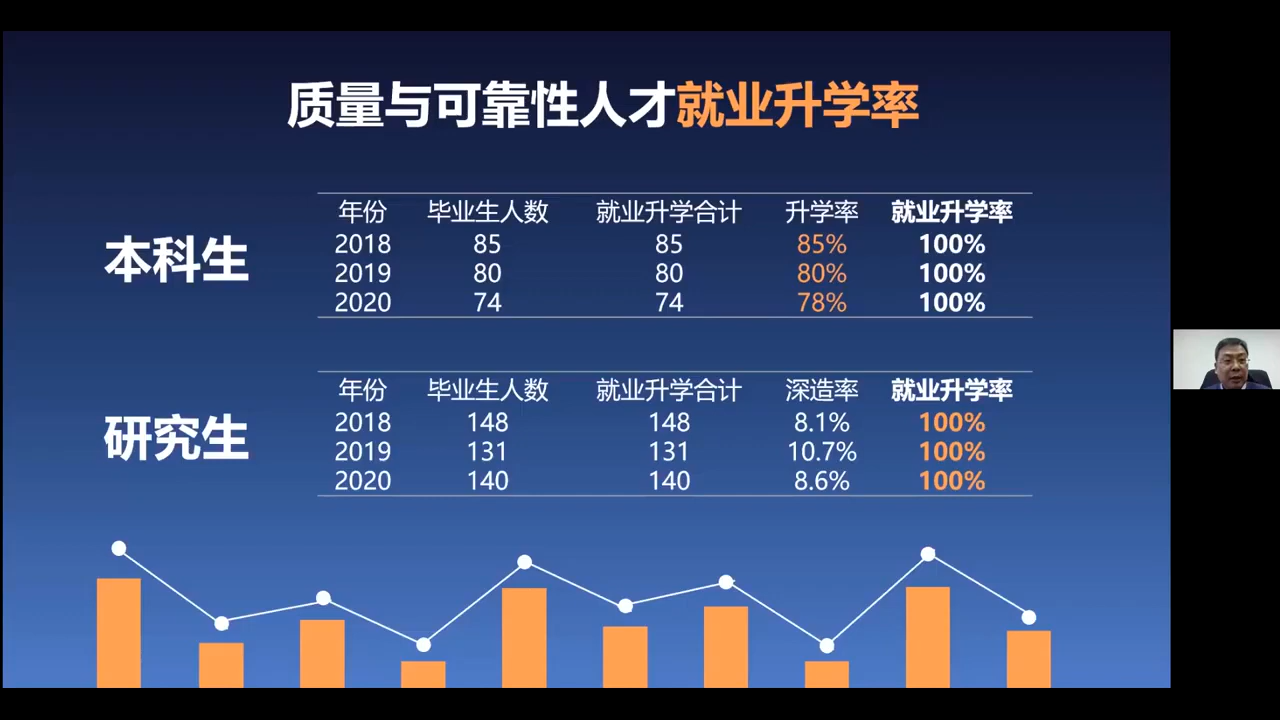 质量与可靠性人才就业升学率
本科生
年份 毕业生人数 就业升学合计 升学率 就业升学率
2018 85 85 85% 100%
2019 80 80 80% 100%
2020 74 74 78% 100%
研究生
年份 毕业生人数 就业升学合计 深造率 就业升学率
2018 148 148 8.1% 100%
2019 131 131 10.7% 100%
2020 140 140 8.6% 100%